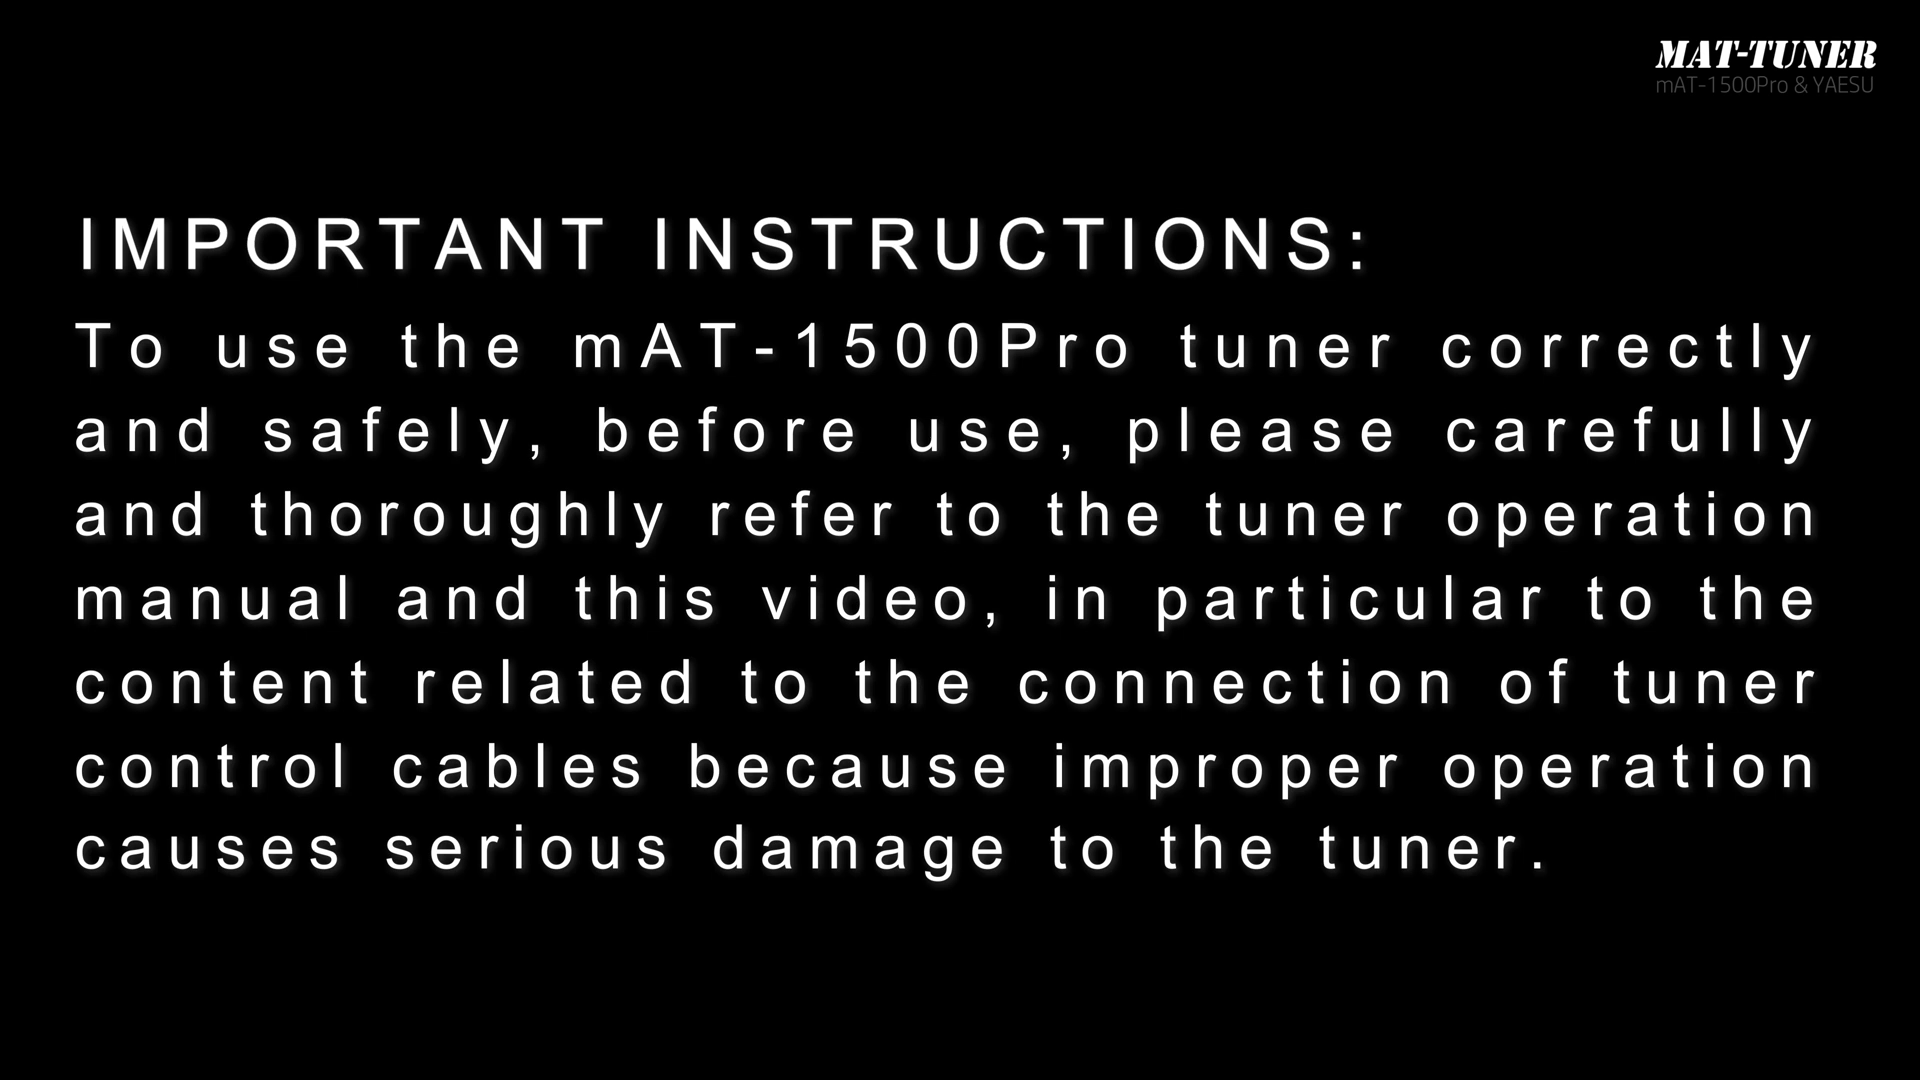 MAT-TUNER
mAT-1500Pro & YAESU
IMPORTANT INSTRUCTIONS:
To use the mAT-1500Pro tuner correctly
and safely, before use, please carefully
and thoroughly refer to the tuner operation
manual and this video, in particular to the
content related to the connection of tuner
control cables because improper operation
causes serious damage to the tuner.